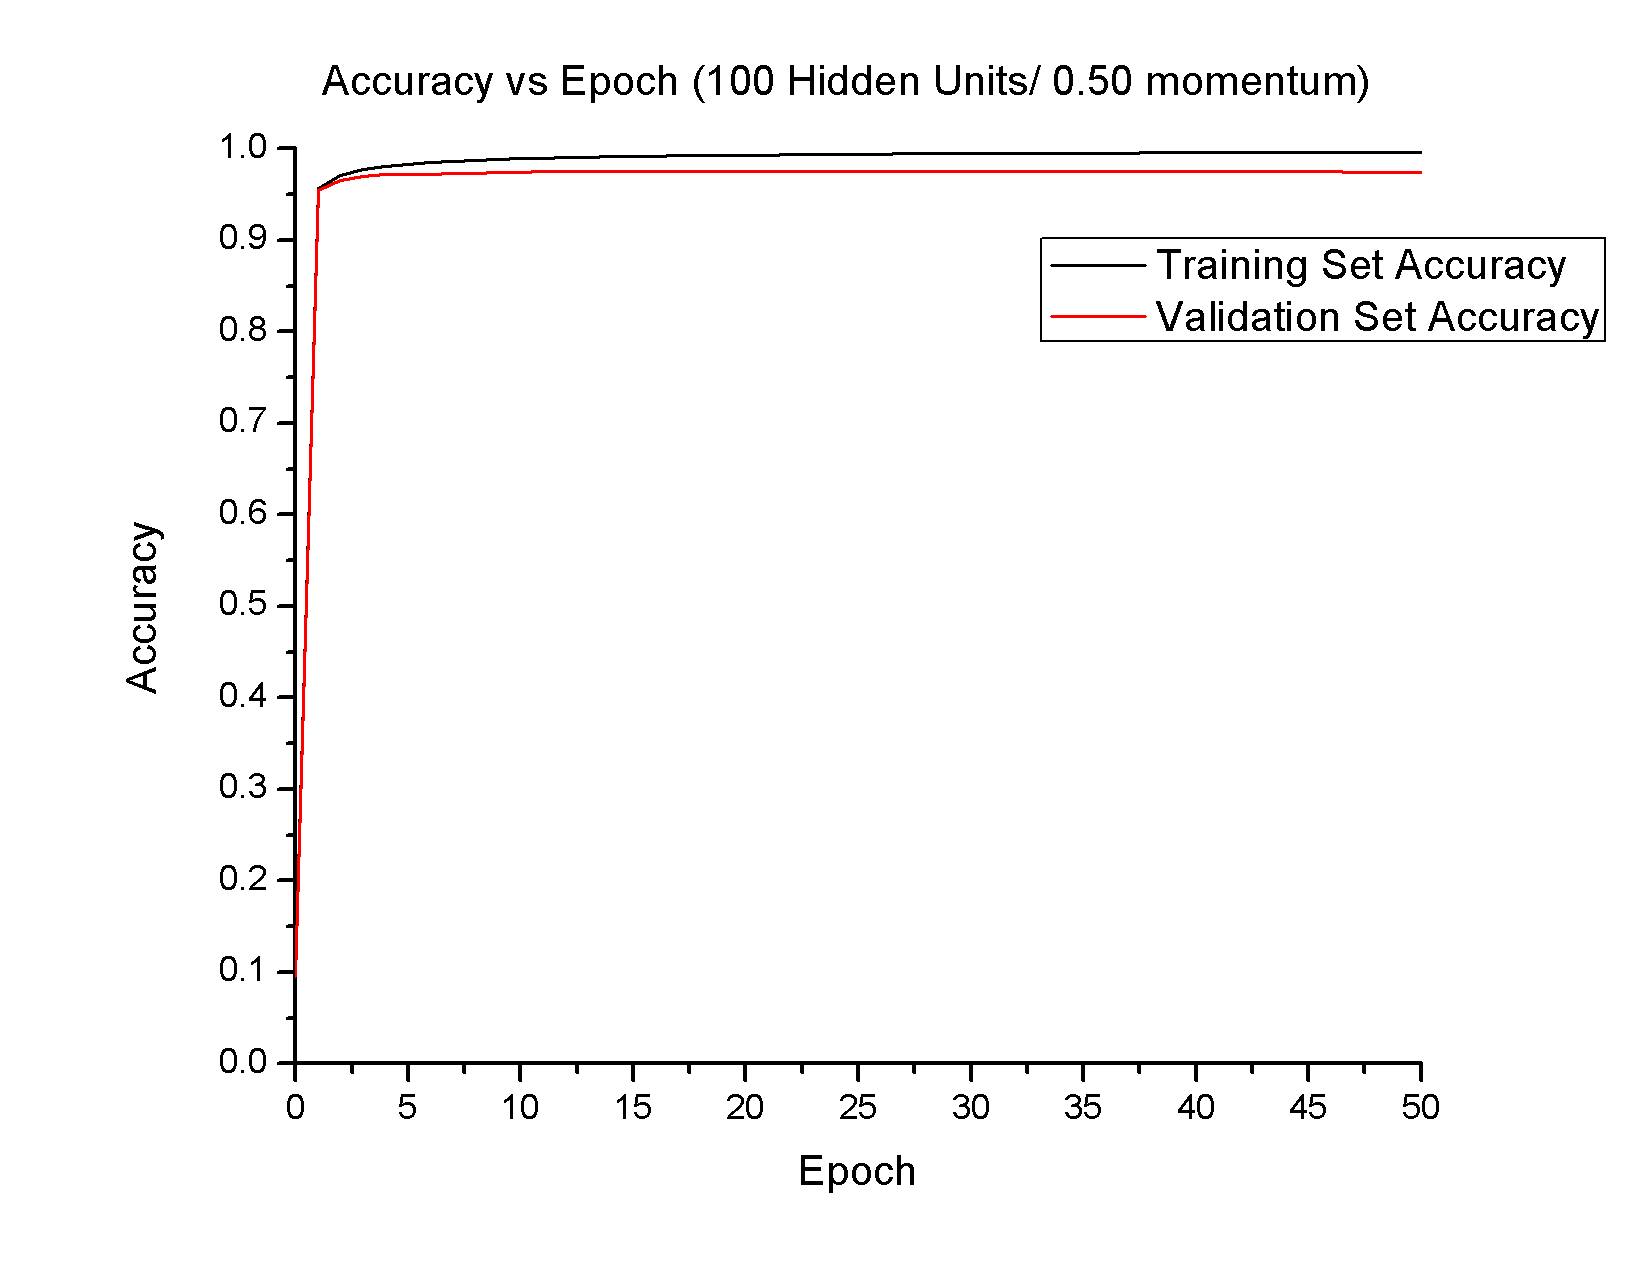 Accuracy vs Epoch (100 Hidden Units/ 0.50 momentum)
1.0
0.9
0.8
0.7
0.6
0.5
0.4
0.3
0.2
0.1
0.0
Accuracy
Training Set Accuracy
Validation Set Accuracy
0 5 10 15 20 25 30 35 40 45 50
Epoch